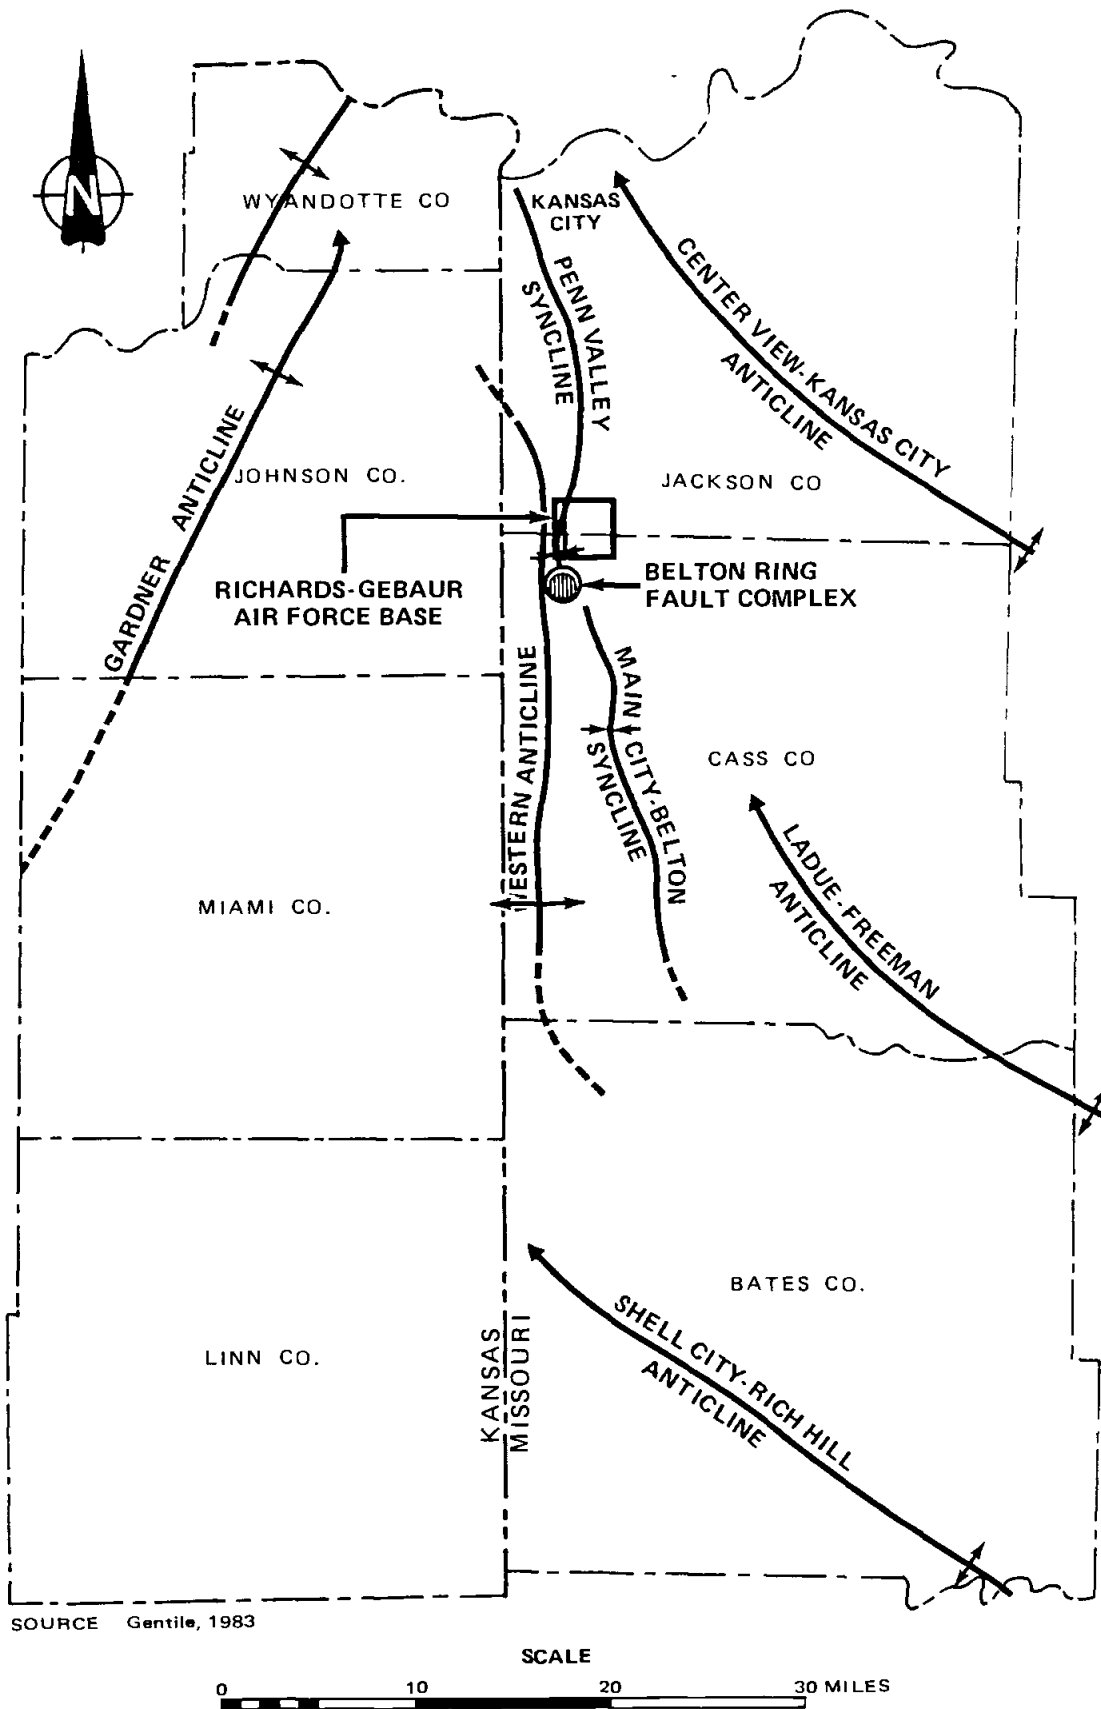 N
WYANDOTTE CO
KANSAS
CITY
PENN VALLEY
SYNCLINE
CENTER VIEW-KANSAS CITY
ANTICLINE
GARDNER ANTICLINE
JOHNSON CO.
JACKSON CO
RICHARDS-GEBAUR
AIR FORCE BASE
BELTON RING
FAULT COMPLEX
WESTERN ANTICLINE
MAIN CITY-BELTON
SYNCLINE
CASS CO
LADUE-FREEMAN
ANTICLINE
MIAMI CO.
BATES CO.
SHELL CITY-RICH HILL
ANTICLINE
LINN CO.
KANSAS
MISSOURI
SOURCE Gentile, 1983
SCALE
0 10 20 30 MILES